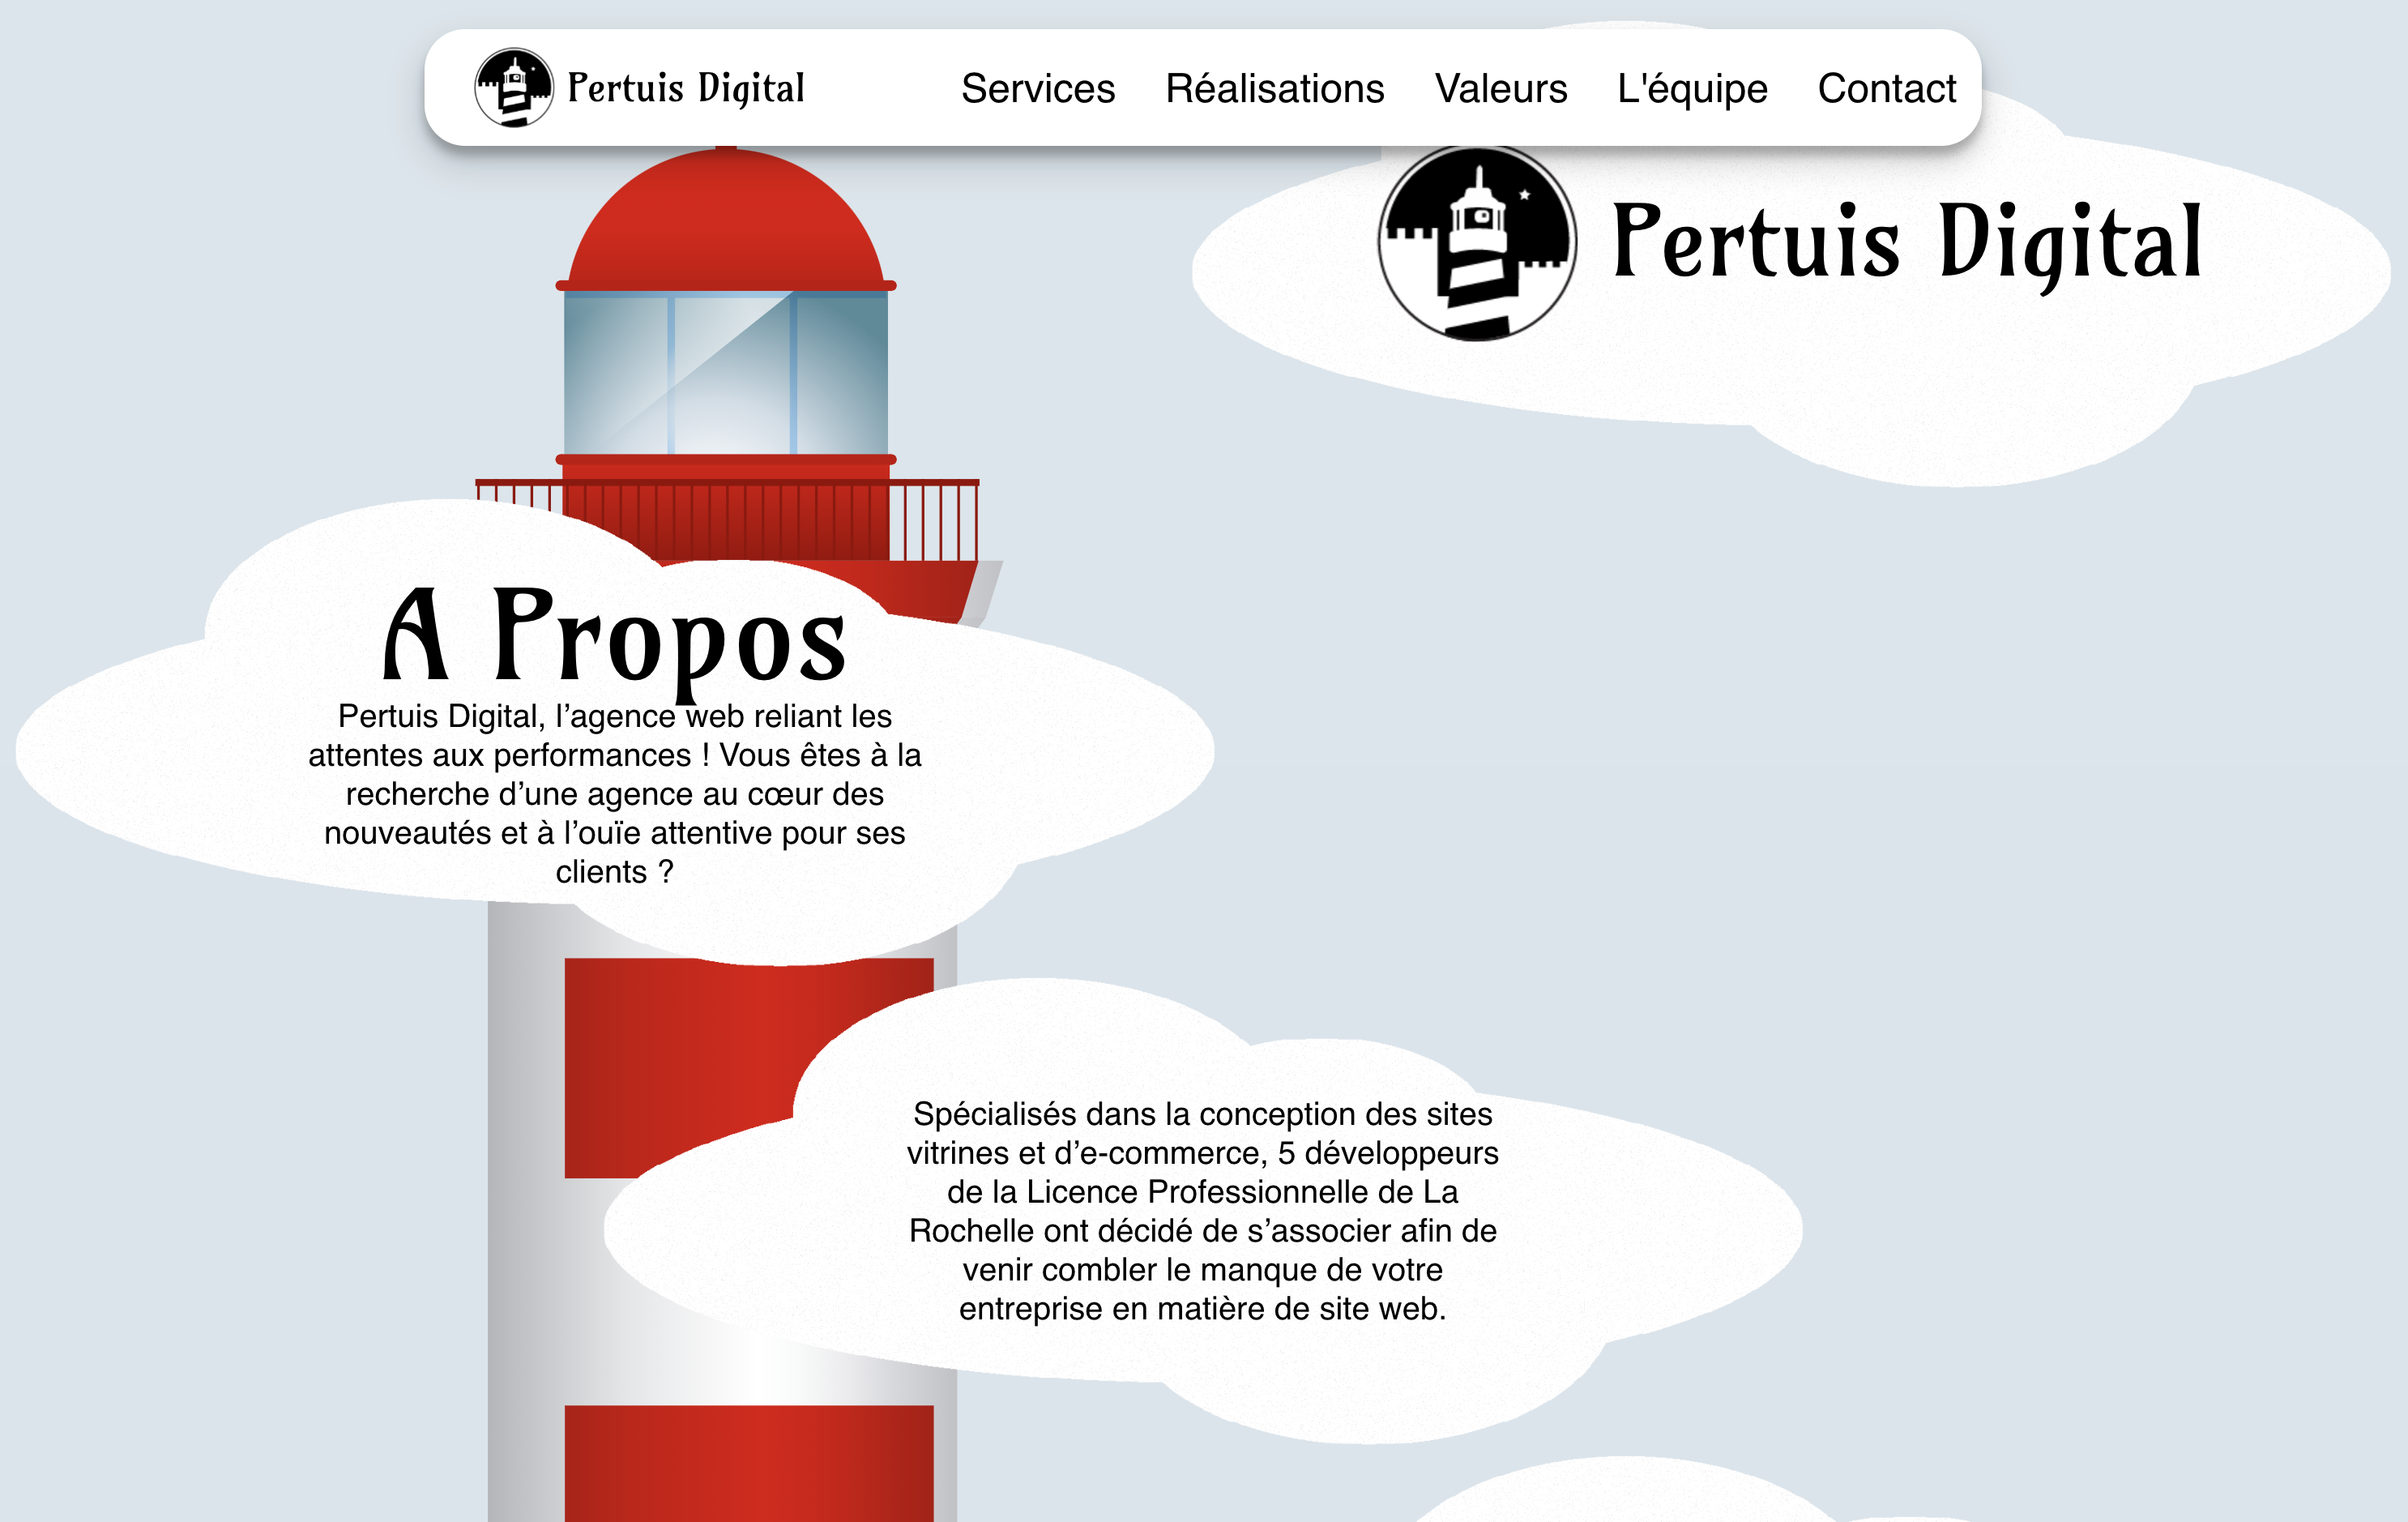 Pertuis Digital
Services Réalisations Valeurs L'équipe Contact
Pertuis Digital
A Propos
Pertuis Digital, l’agence web reliant les
attentes aux performances ! Vous êtes à la
recherche d’une agence au cœur des
nouveautés et à l’ouïe attentive pour ses
clients ?
Spécialisés dans la conception des sites
vitrines et d’e-commerce, 5 développeurs
de la Licence Professionnelle de La
Rochelle ont décidé de s’associer afin de
venir combler le manque de votre
entreprise en matière de site web.